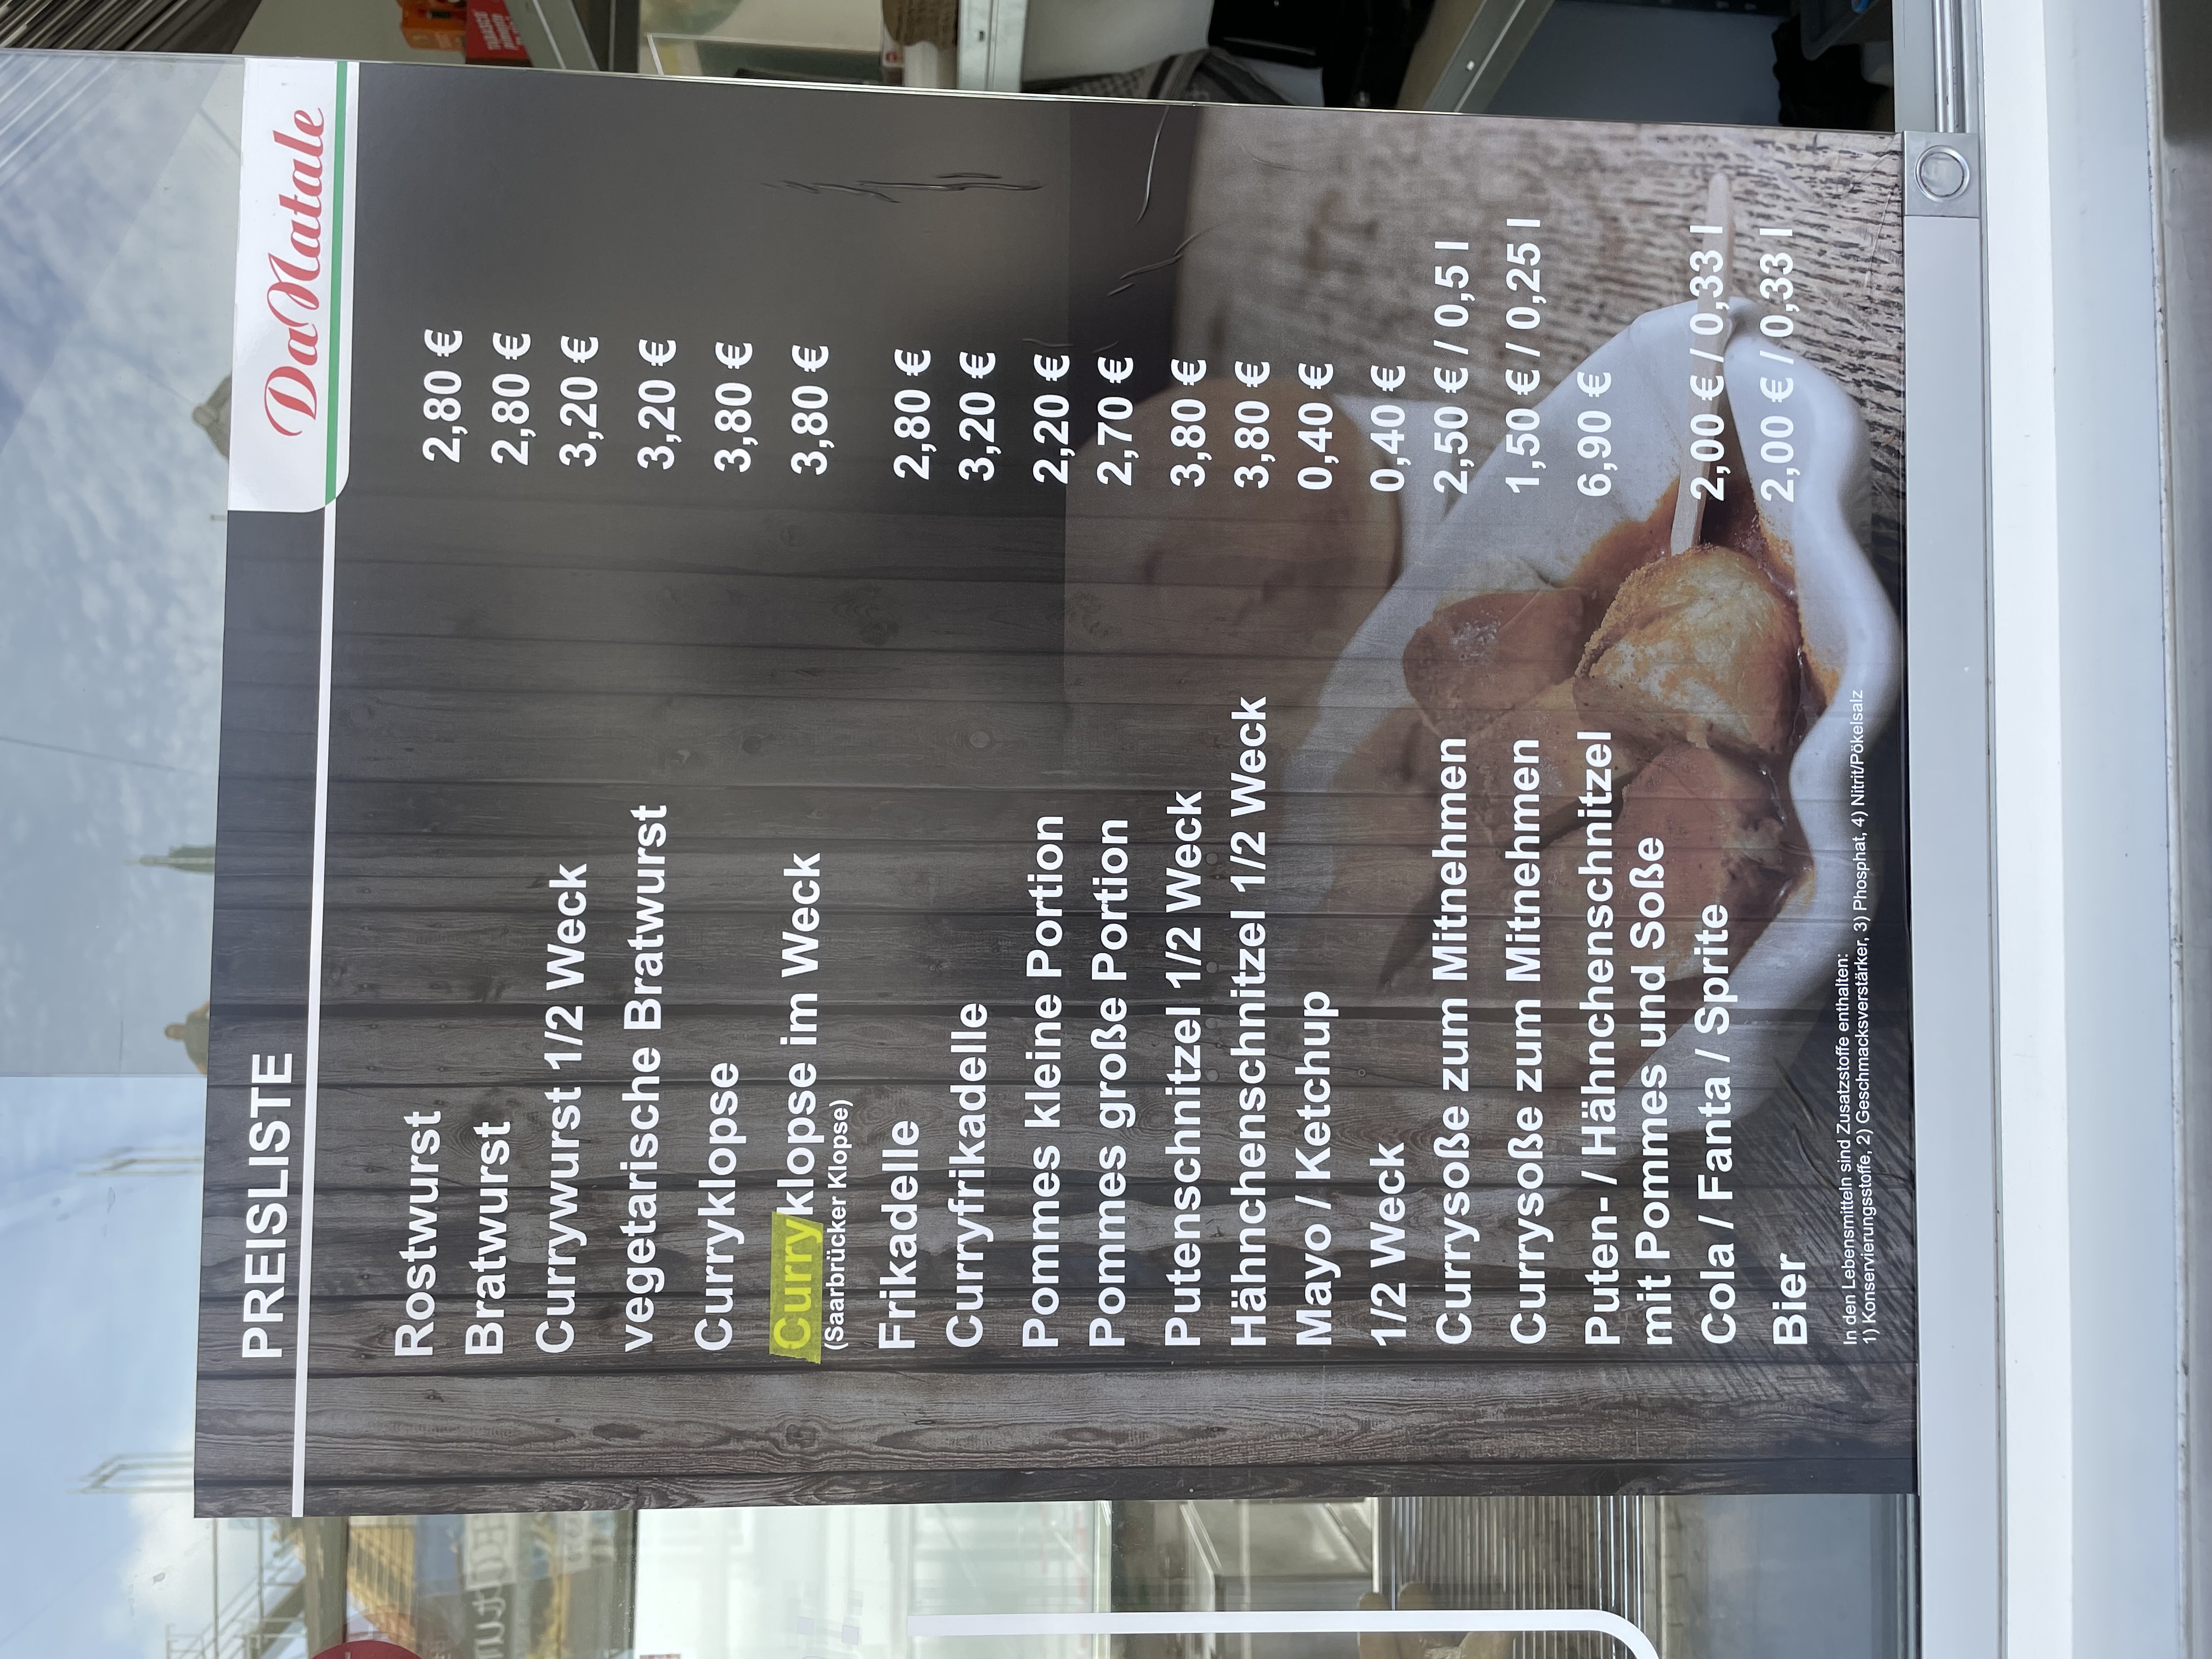 PREISLISTE
DaNatale
Rostwurst 2,80 €
Bratwurst 2,80 €
Currywurst 1/2 Weck 3,20 €
vegetarische Bratwurst 3,20 €
Curryklopse 3,80 €
Curryklopse im Weck 3,80 €
(Saarbrücker Klopse)
Frikadelle 2,80 €
Curryfrikadelle 3,20 €
Pommes kleine Portion 2,20 €
Pommes große Portion 2,70 €
Putenschnitzel 1/2 Weck 3,80 €
Hähnchenschnitzel 1/2 Weck 3,80 €
Mayo / Ketchup 0,40 €
1/2 Weck 0,40 €
Currysoße zum Mitnehmen 2,50 € / 0,5 l
Currysoße zum Mitnehmen 1,50 € / 0,25 l
Puten- / Hähnchenschnitzel 6,90 €
mit Pommes und Soße
Cola / Fanta / Sprite 2,00 € / 0,33 l
Bier 2,00 € / 0,33 l
In den Lebensmitteln sind Zusatzstoffe enthalten:
1) Konservierungsstoffe, 2) Geschmacksverstärker, 3) Phosphat, 4) Nitrit/Pökelsalz